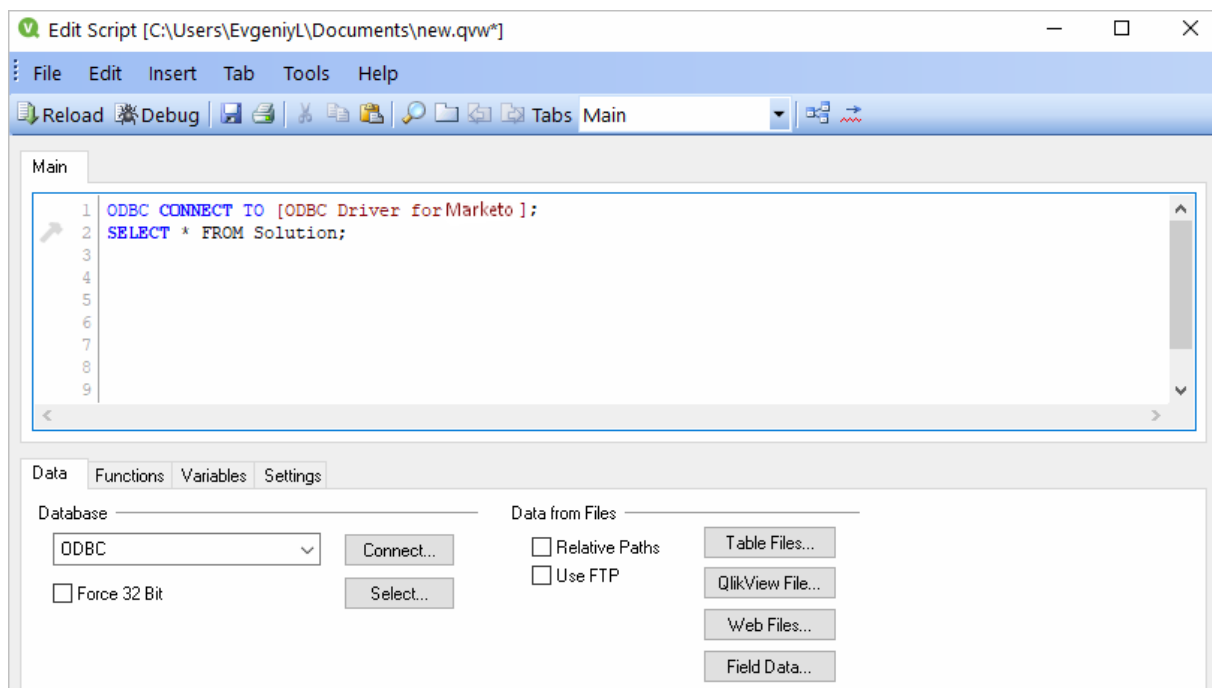 Edit Script [C:\Users\EvgeniyL\Documents\new.qvw*]
File Edit Insert Tab Tools Help
Reload Debug Tabs Main
Main
1 ODBC CONNECT TO [ODBC Driver for Marketo ];
2 SELECT * FROM Solution;
3
4
5
6
7
8
9
Data Functions Variables Settings
Database Data from Files
ODBC Connect... Relative Paths Table Files...
Force 32 Bit Select... Use FTP QlikView File...
Web Files...
Field Data...